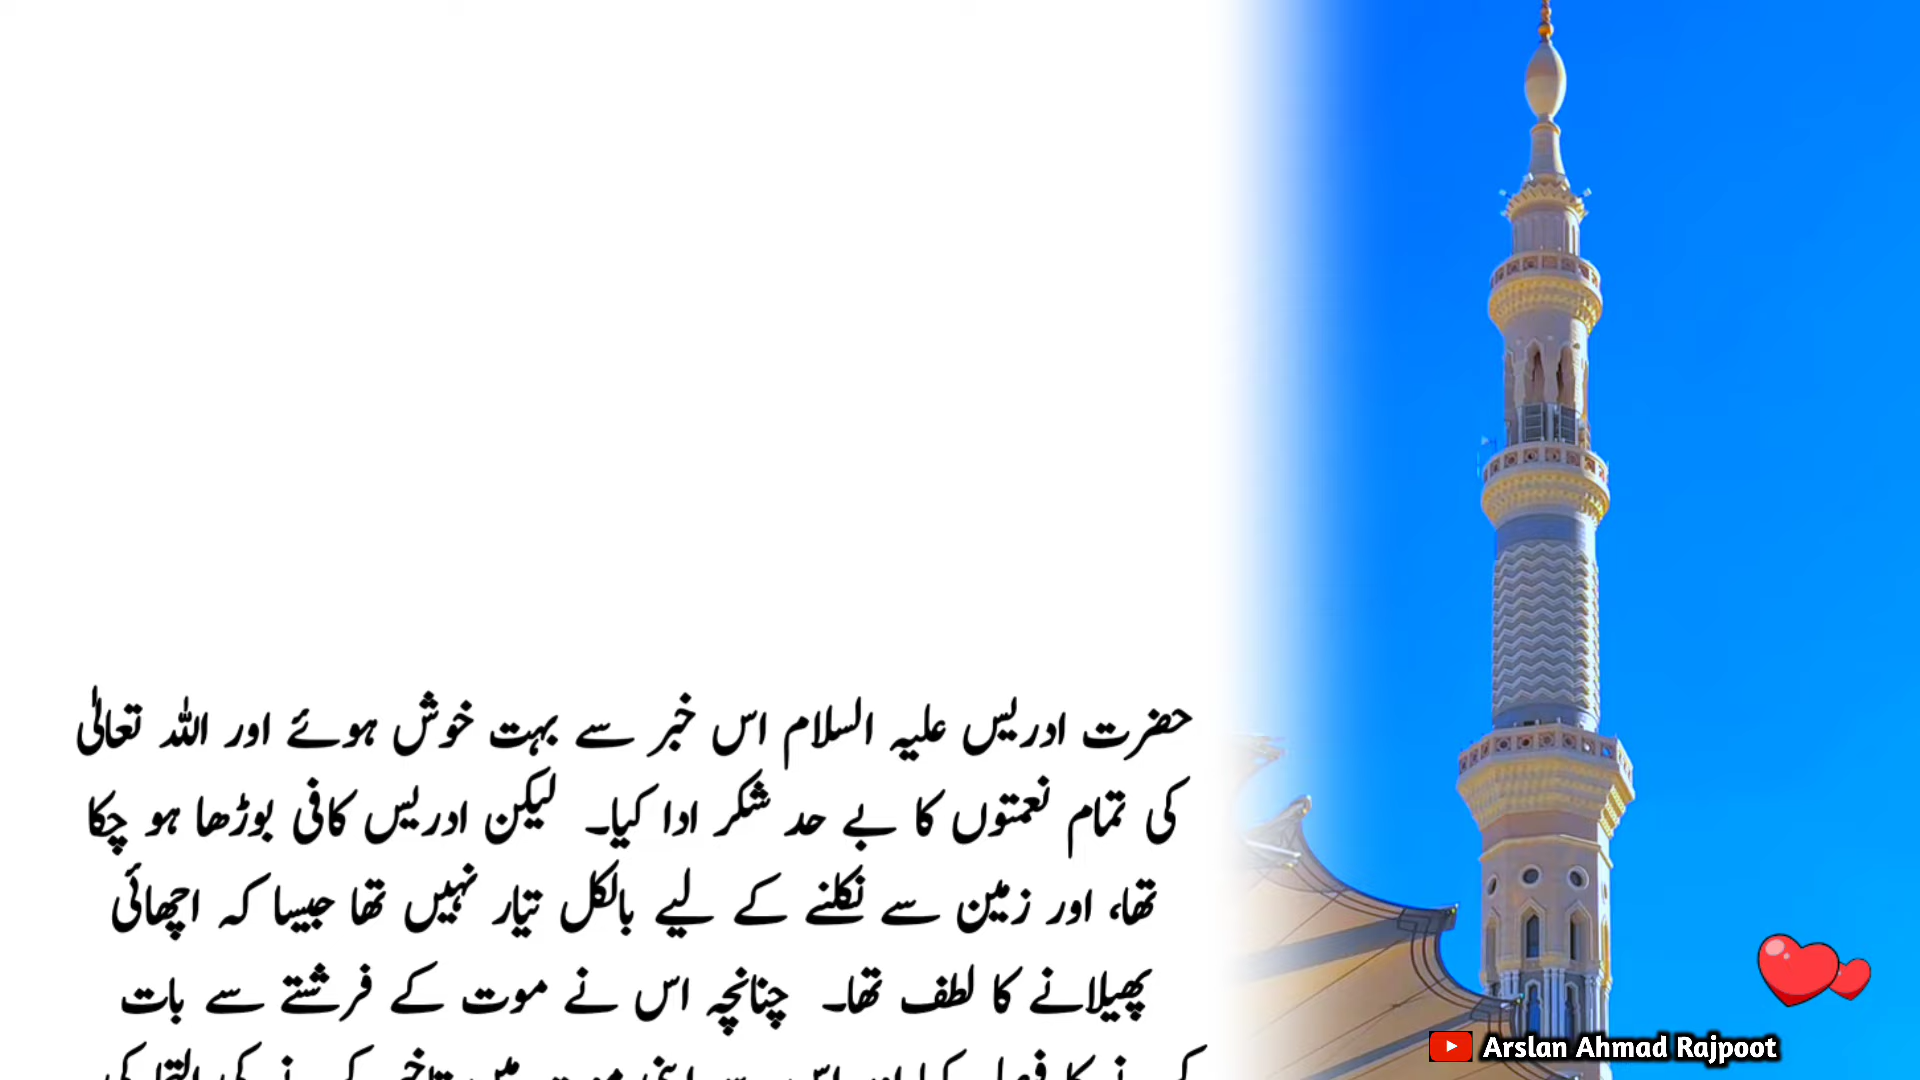 حضرت ادریس علیہ السلام اس خبر سے بہت خوش ہوئے اور اللہ تعالیٰ
کی تمام نعمتوں کا بے حد شکر ادا کیا۔ لیکن ادریس کافی بوڑھا ہو چکا
تھا، اور زمین سے نکلنے کے لیے بالکل تیار نہیں تھا جیسا کہ اچھائی
پھیلانے کا لطف تھا۔ چنانچہ اس نے موت کے فرشتے سے بات
Arslan Ahmad Rajpoot